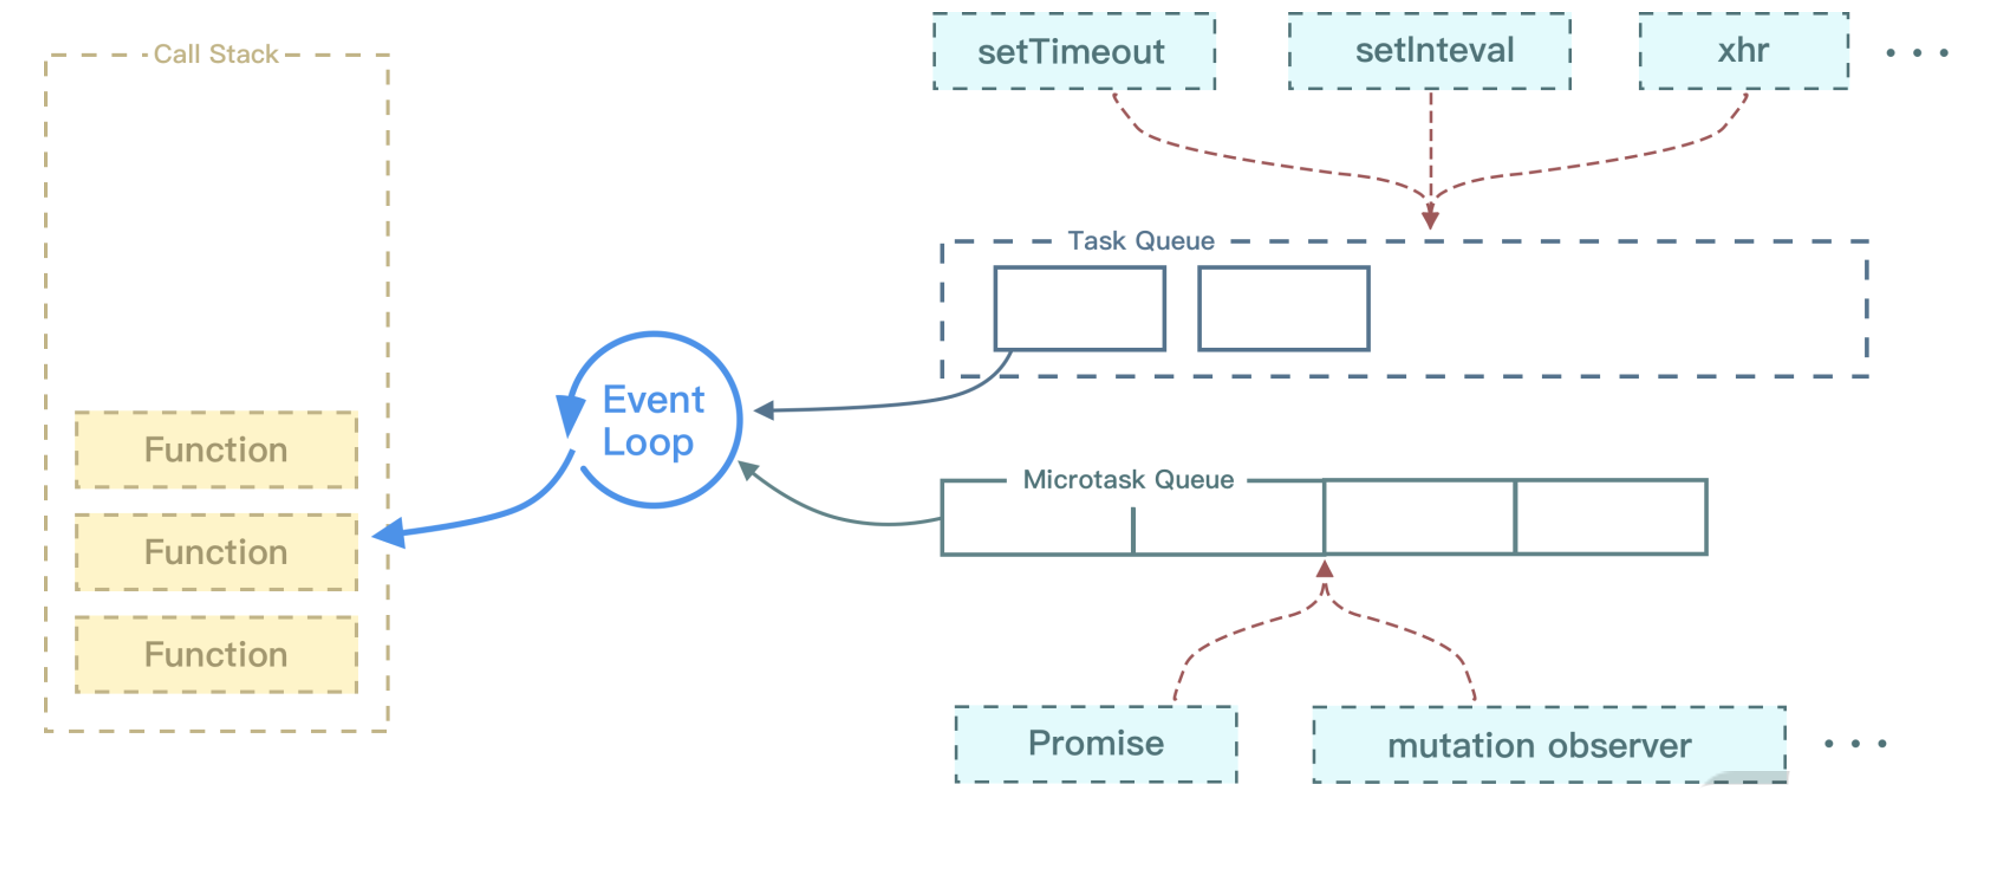 Call Stack
setTimeout
setInteval
xhr
• • •
Task Queue
Event
Loop
Function
Function
Function
Microtask Queue
Promise
mutation observer
• • •